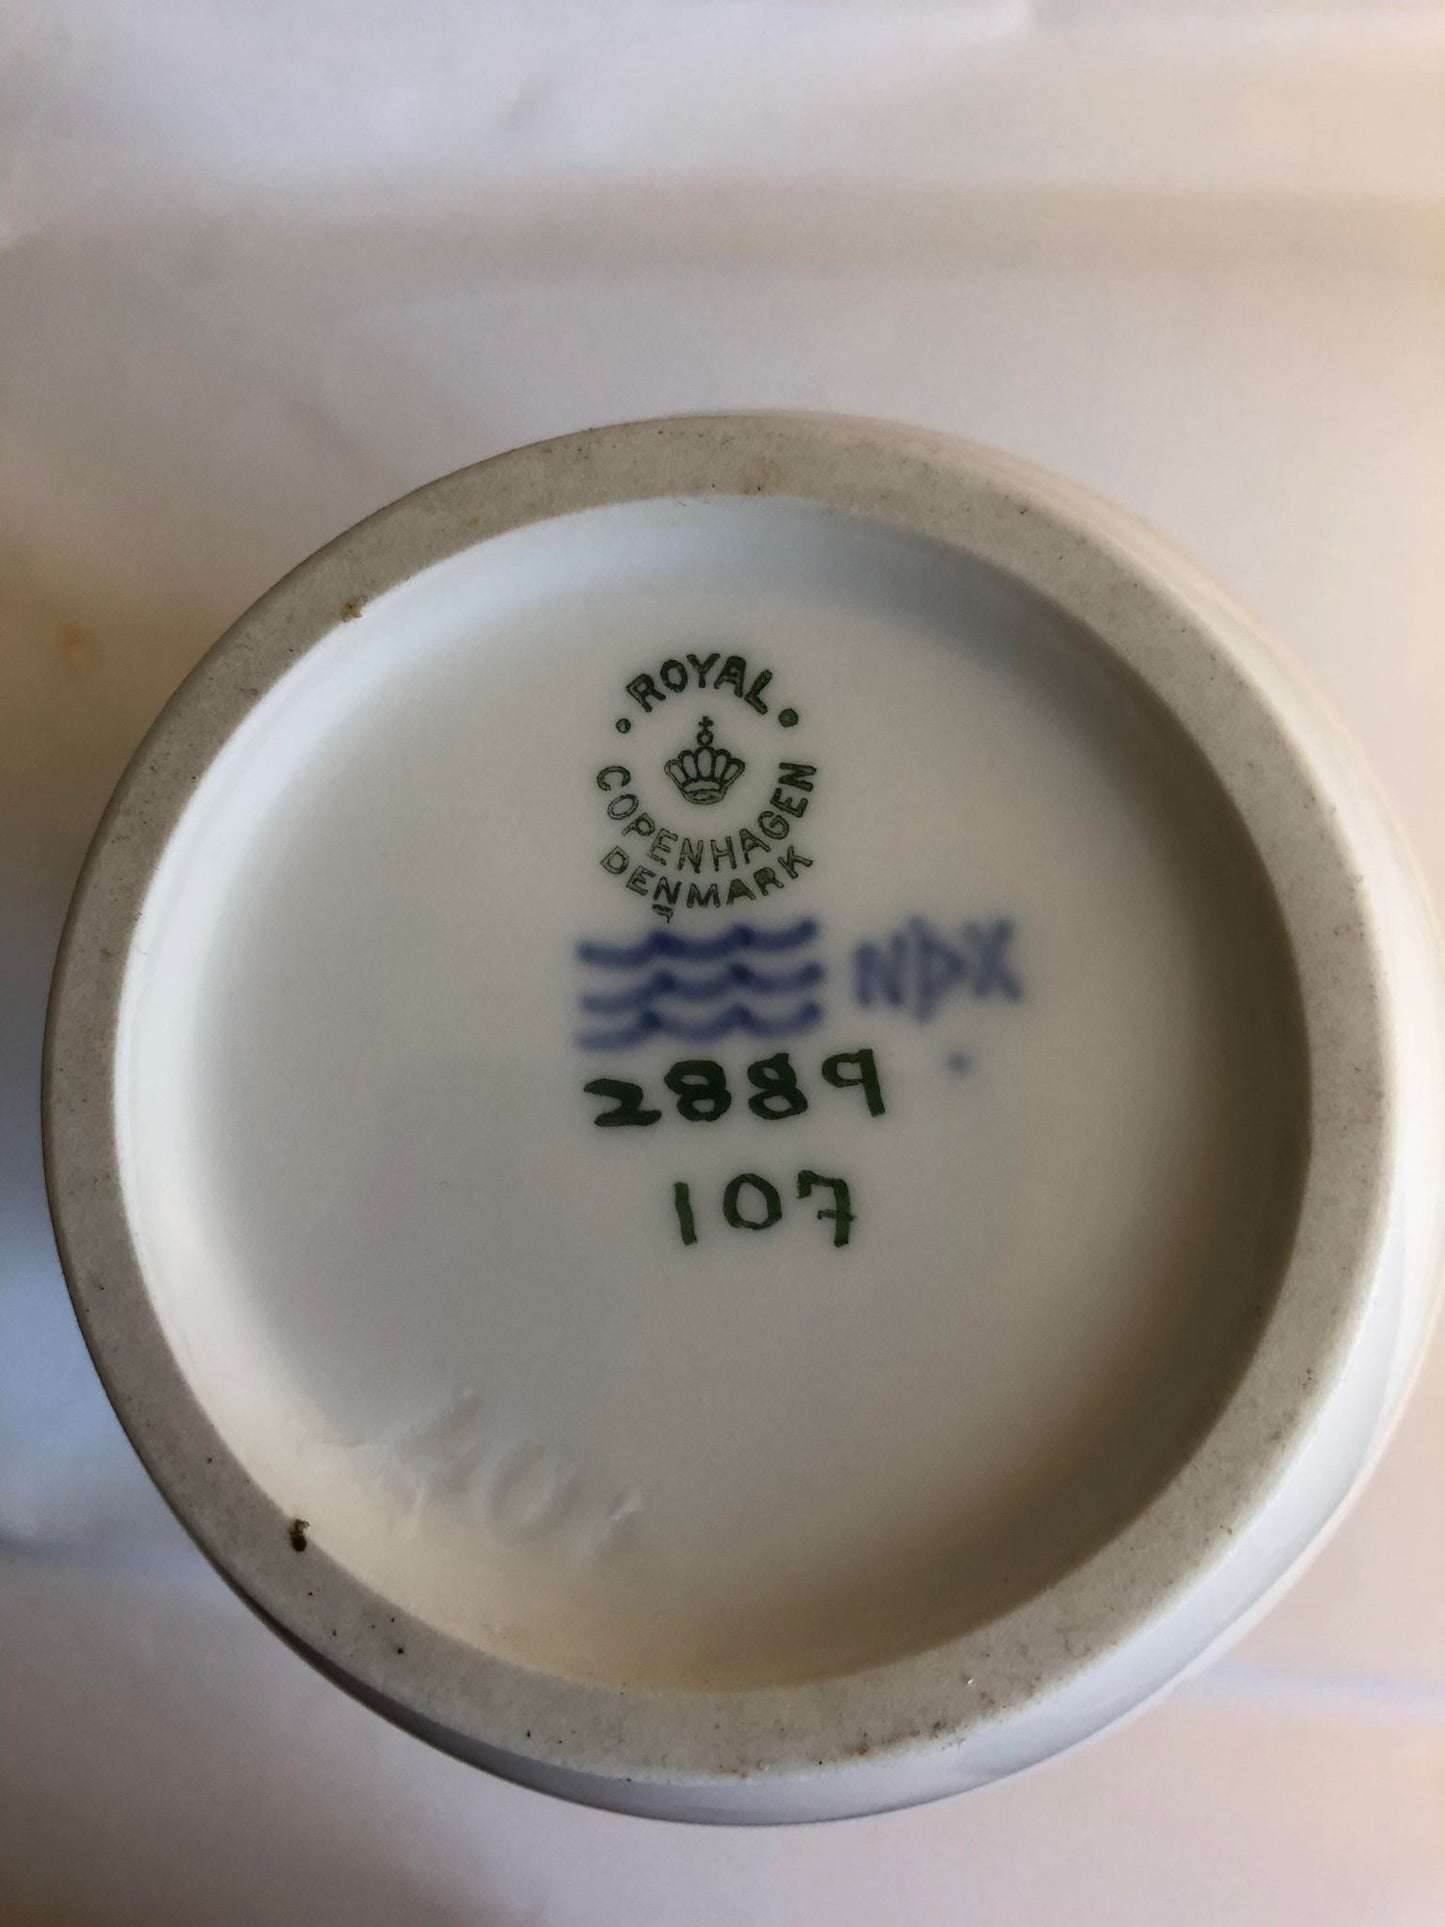 ROYAL
COPENHAGEN
DENMARK
2889
107